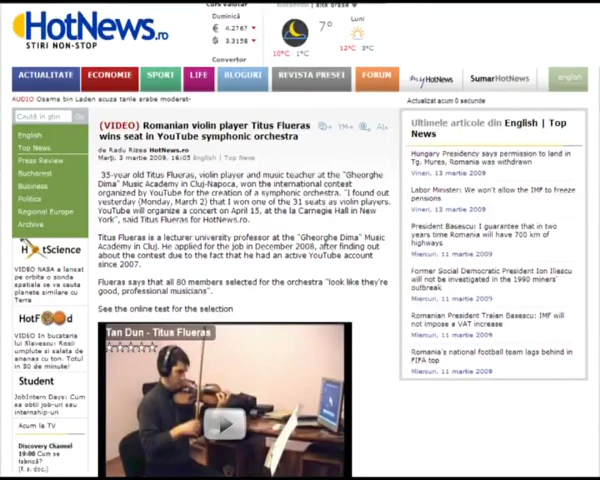 Curs valutar
Duminică
€ 4.2767
$ 3.3158
Convertor
10°C 1°C
7°
Luni
12°C 3°C
HotNews.ro
STIRI NON-STOP
ACTUALITATE ECONOMIE SPORT LIFE BLOGURI REVISTA PRESEI FORUM MyHOTNEWS SumarHOTNEWS english
AUDIO Osama bin Laden acuza tarile arabe moderat-
Actualizat acum 0 secunde
Caută in știri Go
English
Top News
Press Review
Bucharest
Business
Politics
Regional Europe
Archive
HotScience
VIDEO NASA a lansat
pe orbita o sonda
spatiala se va cauta
planete similare cu
Terra
HotFood
VIDEO In bucataria
lui Slavescu: Rosii
umplute si salata de
ananas cu ton. Totul
in 30 de minute!
Student
JobIntern Days: Cum
sa obtii job-uri sau
internship-uri
Acum la TV
Discovery Channel
19:00 Cum se
fabrică?
(f. s. doc.)
(VIDEO) Romanian violin player Titus Flueras
wins seat in YouTube symphonic orchestra
de Radu Rizea HotNews.ro
Marţi, 3 martie 2009, 16:05 English | Top News
35-year old Titus Flueras, violin player and music teacher at the "Gheorghe
Dima" Music Academy in Cluj-Napoca, won the international contest
organized by YouTube for the creation of a symphonic orchestra. "I found out
yesterday (Monday, March 2) that I won one of the 31 seats as violin players.
YouTube will organize a concert on April 15, at the la Carnegie Hall in New
York", said Titus Flueras for HotNews.ro.
Titus Flueras is a lecturar university professor at the "Gheorghe Dima" Music
Academy in Cluj. He applied for the job in December 2008, after finding out
about the contest due to the fact that he had an active YouTube account
since 2007.
Flueras says that all 80 members selected for the orchestra "look like they're
good, professional musicians".
See the online test for the selection
Tan Dun - Titus Flueras
Ultimele articole din English | Top
News
Hungary Presidency says permission to land in
Tg. Mures, Romania was withdrawn
Vineri, 13 martie 2009
Labor Minister: We won't allow the IMF to freeze
pensions
Vineri, 13 martie 2009
President Basescu: I guarantee that in two
years time Romania will have 700 km of
highways
Miercuri, 11 martie 2009
Former Social Democratic President Ion Iliescu
will not be investigated in the 1990 miners'
outbreak
Miercuri, 11 martie 2009
Romanian President Traian Basescu: IMF will
not impose a VAT increase
Miercuri, 11 martie 2009
Romania's national football team lags behind in
FIFA top
Miercuri, 11 martie 2009